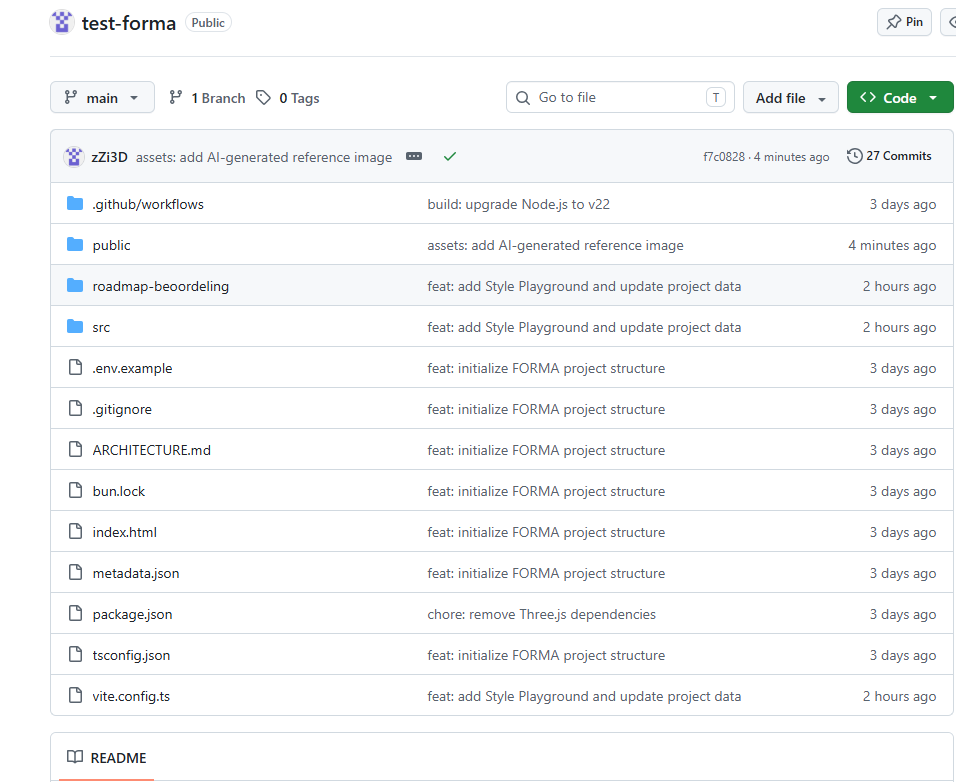 test-forma Public Pin
main 1 Branch 0 Tags Go to file T Add file Code
zZi3D assets: add AI-generated reference image f7c0828 · 4 minutes ago 27 Commits
.github/workflows build: upgrade Node.js to v22 3 days ago
public assets: add AI-generated reference image 4 minutes ago
roadmap-beoordeling feat: add Style Playground and update project data 2 hours ago
src feat: add Style Playground and update project data 2 hours ago
.env.example feat: initialize FORMA project structure 3 days ago
.gitignore feat: initialize FORMA project structure 3 days ago
ARCHITECTURE.md feat: initialize FORMA project structure 3 days ago
bun.lock feat: initialize FORMA project structure 3 days ago
index.html feat: initialize FORMA project structure 3 days ago
metadata.json feat: initialize FORMA project structure 3 days ago
package.json chore: remove Three.js dependencies 3 days ago
tsconfig.json feat: initialize FORMA project structure 3 days ago
vite.config.ts feat: add Style Playground and update project data 2 hours ago
README